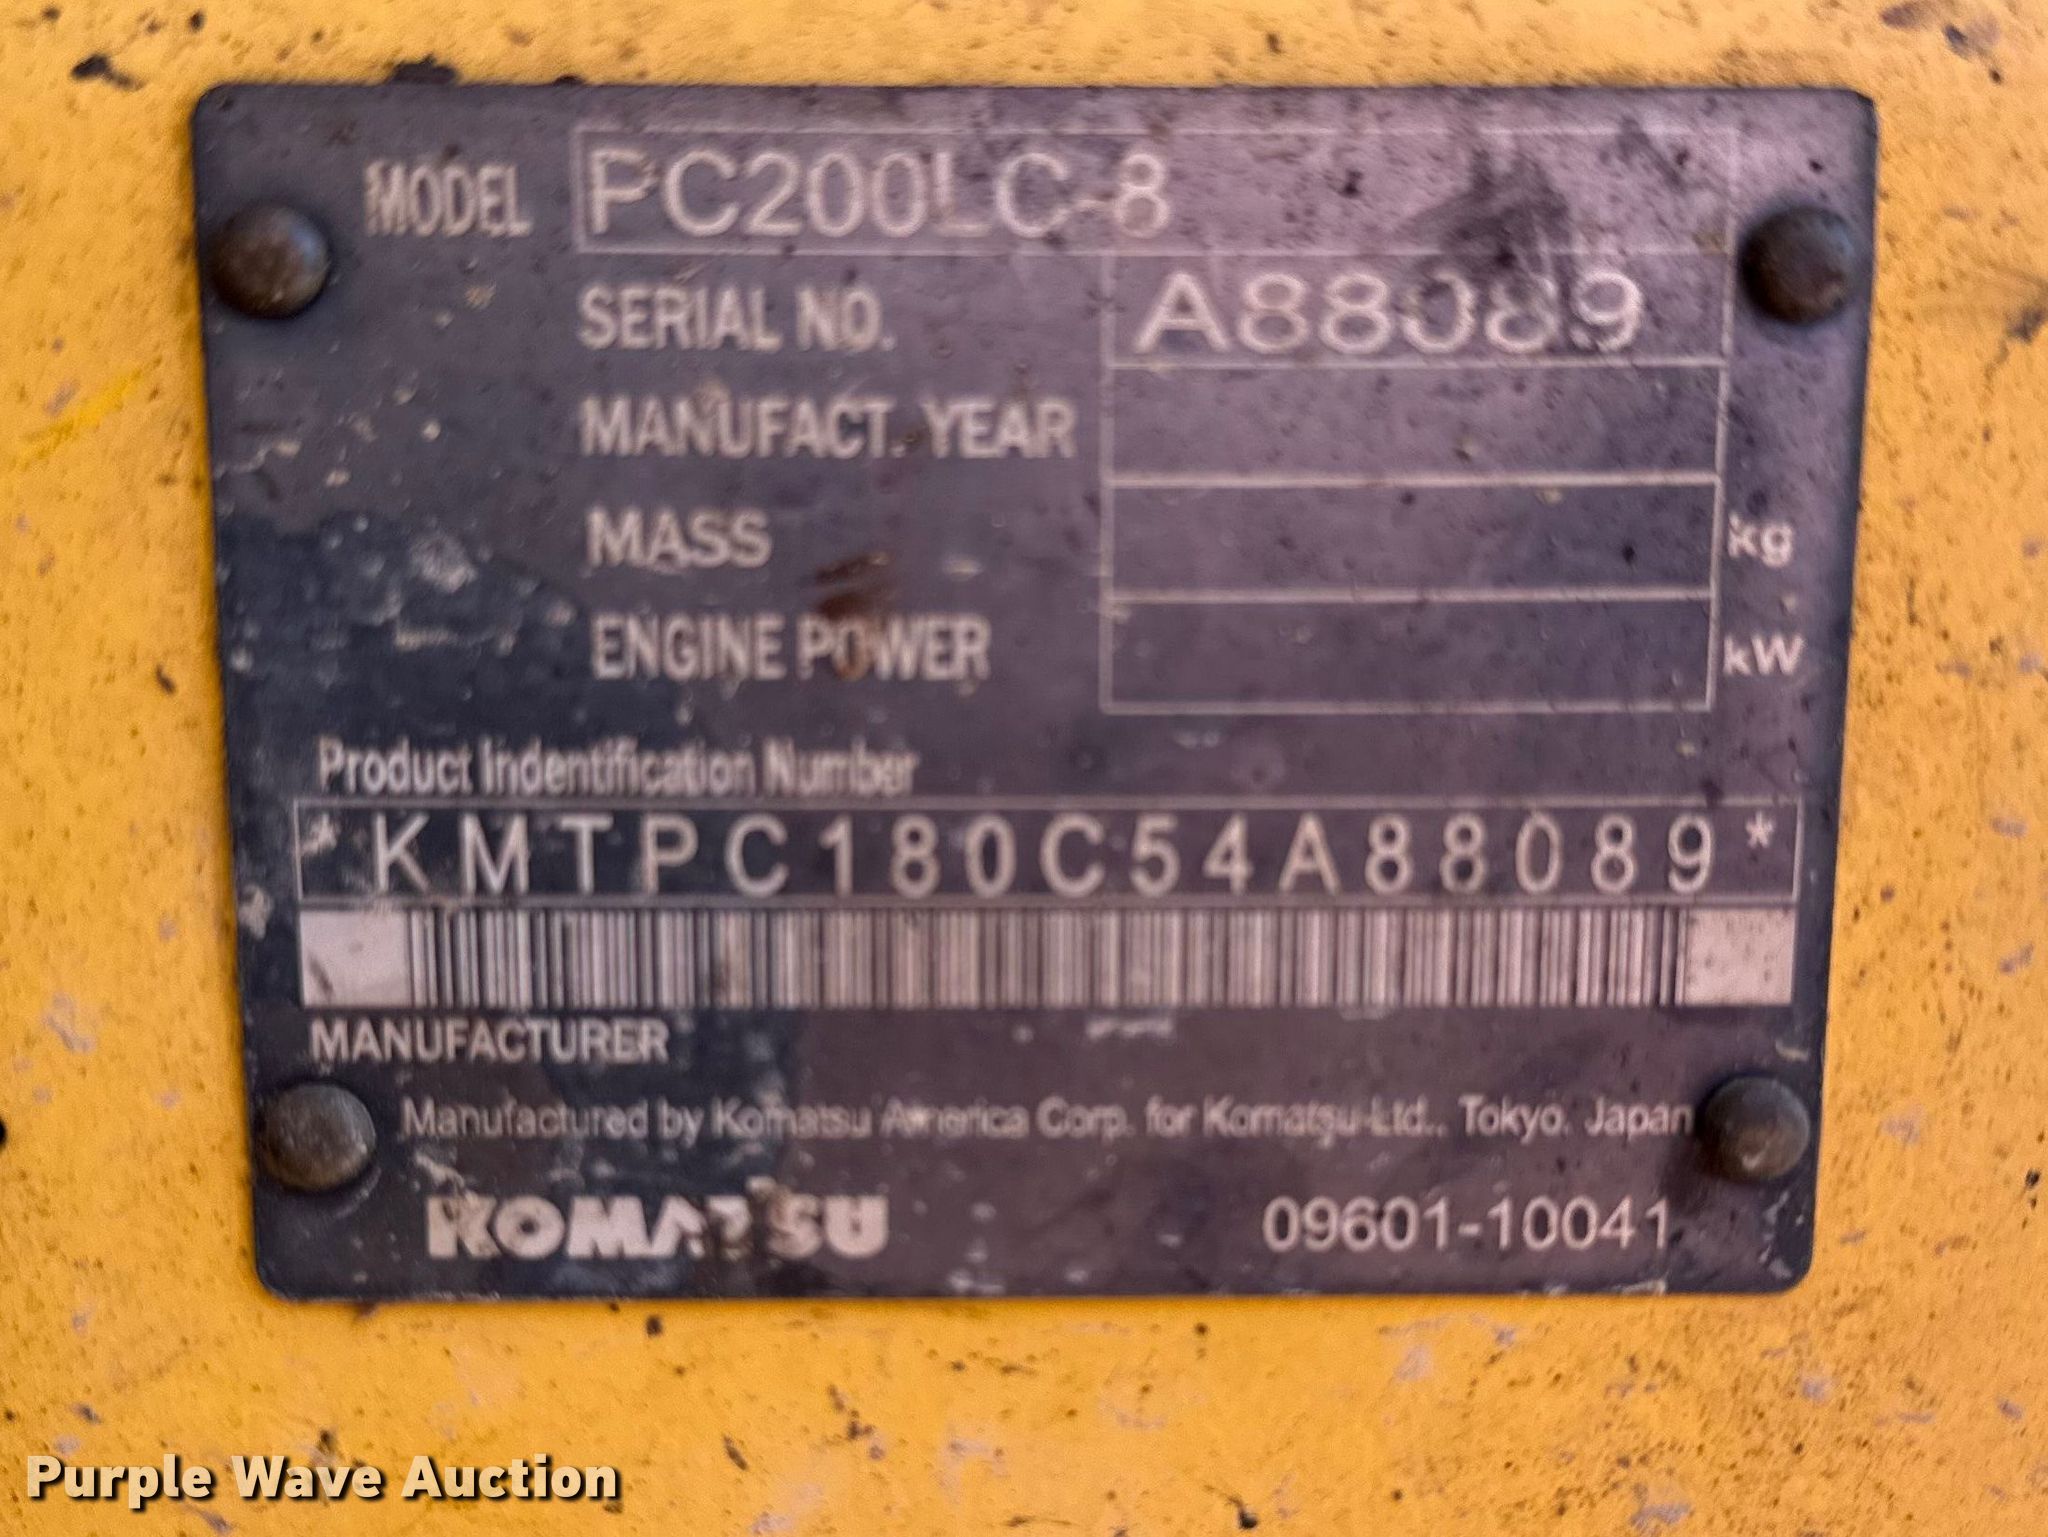 MODEL PC200LC-8
SERIAL NO. A88089
MANUFACT. YEAR
MASS kg
ENGINE POWER kW
Product Indentification Number
*KMTPC180C54A88089*
MANUFACTURER
Manufactured by Komatsu America Corp. for Komatsu Ltd., Tokyo, Japan
KOMATSU 09601-10041
Purple Wave Auction